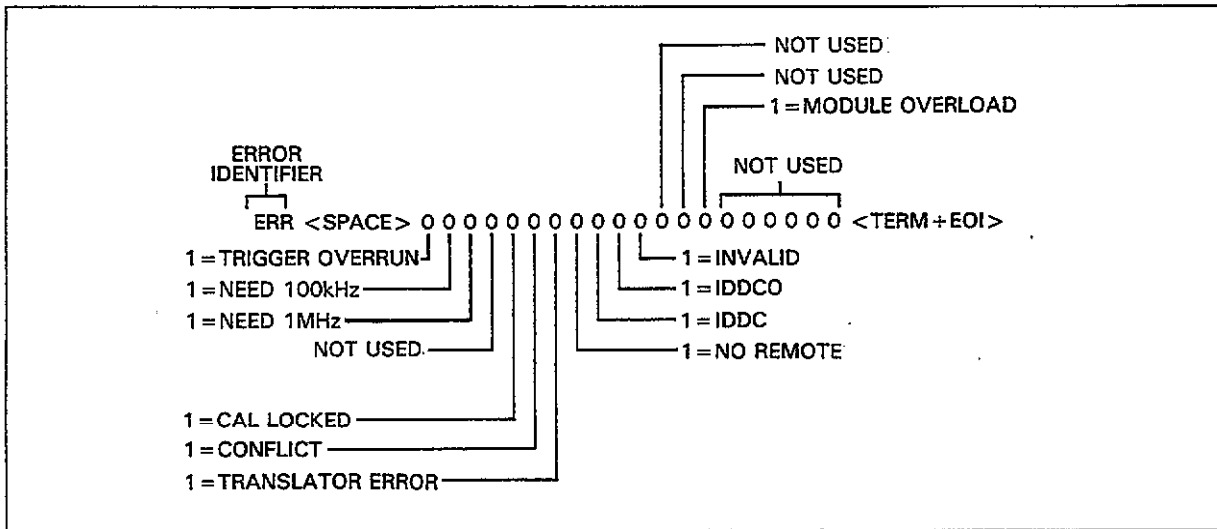 NOT USED
NOT USED
1=MODULE OVERLOAD
ERROR
IDENTIFIER
NOT USED
ERR <SPACE> 0 0 0 0 0 0 0 0 0 0 0 0 0 0 0 0 0 0 0 0 <TERM+EOI>
1=TRIGGER OVERRUN
1=INVALID
1=NEED 100kHz
1=IDDCO
1=NEED 1MHz
1=IDDC
NOT USED
1=NO REMOTE
1=CAL LOCKED
1=CONFLICT
1=TRANSLATOR ERROR